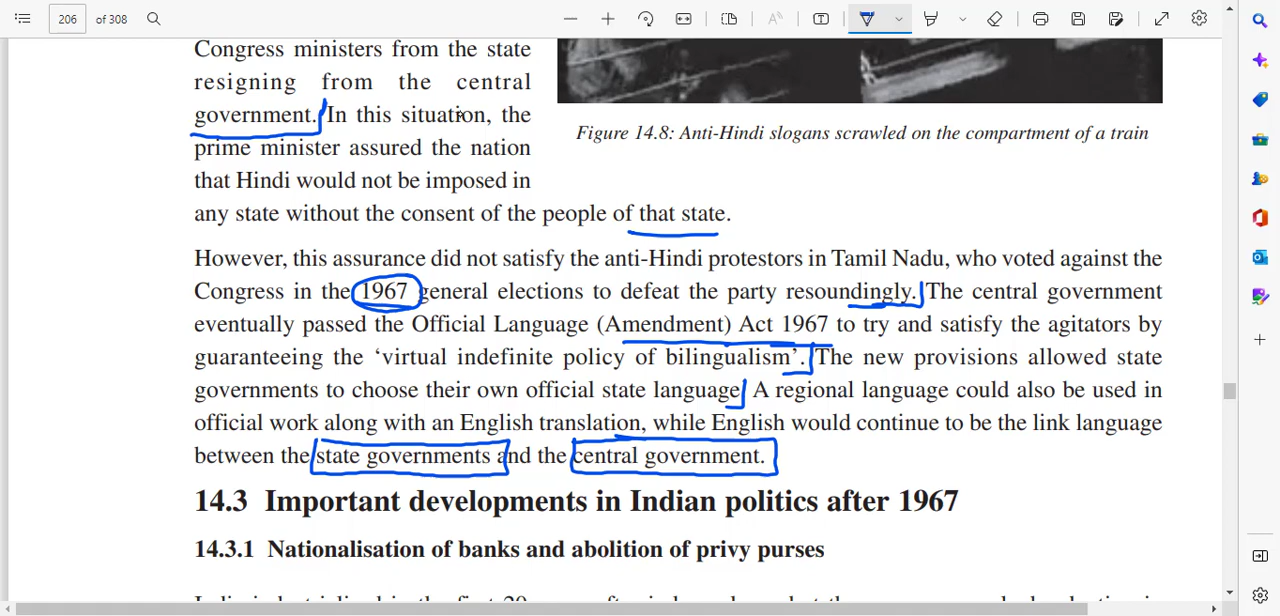 206 of 308
Congress ministers from the state
resigning from the central
government. In this situation, the
prime minister assured the nation
that Hindi would not be imposed in
any state without the consent of the people of that state.
Figure 14.8: Anti-Hindi slogans scrawled on the compartment of a train
However, this assurance did not satisfy the anti-Hindi protestors in Tamil Nadu, who voted against the
Congress in the 1967 general elections to defeat the party resoundingly. The central government
eventually passed the Official Language (Amendment) Act 1967 to try and satisfy the agitators by
guaranteeing the ‘virtual indefinite policy of bilingualism’. The new provisions allowed state
governments to choose their own official state language. A regional language could also be used in
official work along with an English translation, while English would continue to be the link language
between the state governments and the central government.
14.3 Important developments in Indian politics after 1967
14.3.1 Nationalisation of banks and abolition of privy purses